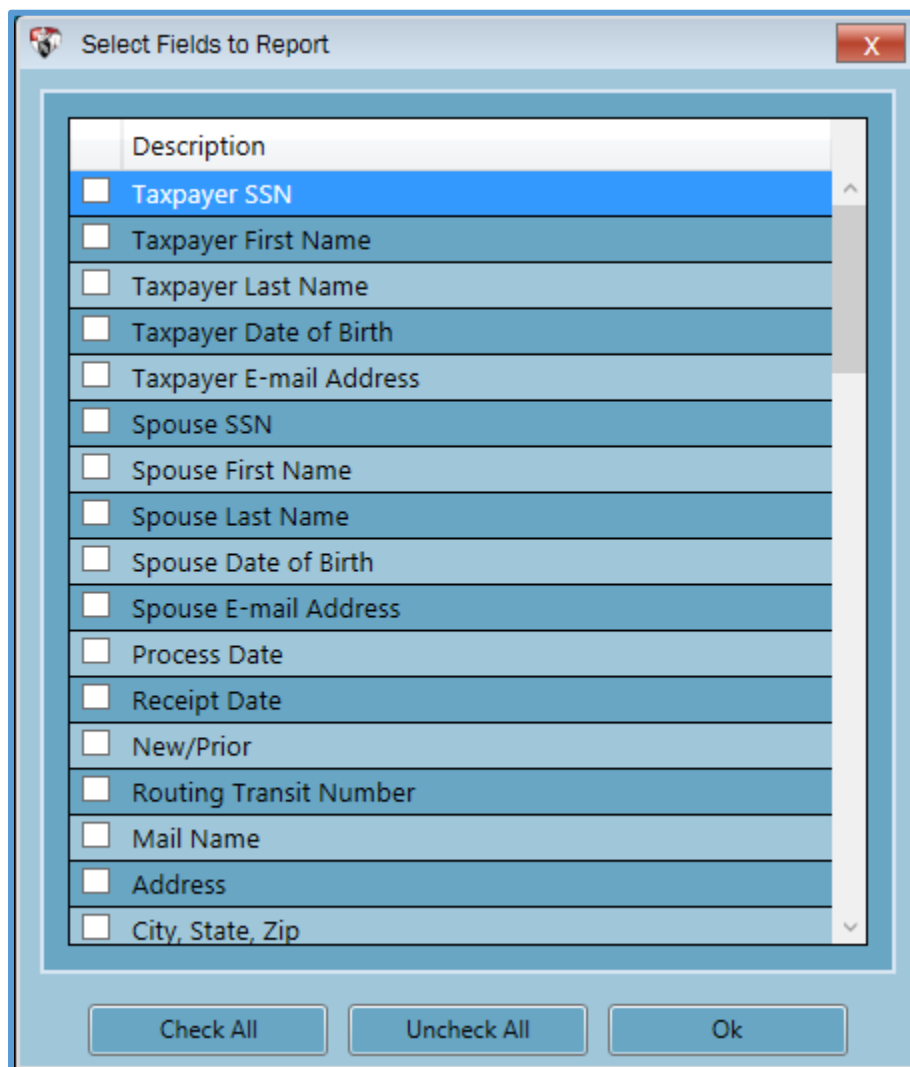 Select Fields to Report
X
Description
Taxpayer SSN
Taxpayer First Name
Taxpayer Last Name
Taxpayer Date of Birth
Taxpayer E-mail Address
Spouse SSN
Spouse First Name
Spouse Last Name
Spouse Date of Birth
Spouse E-mail Address
Process Date
Receipt Date
New/Prior
Routing Transit Number
Mail Name
Address
City, State, Zip
Check All Uncheck All Ok